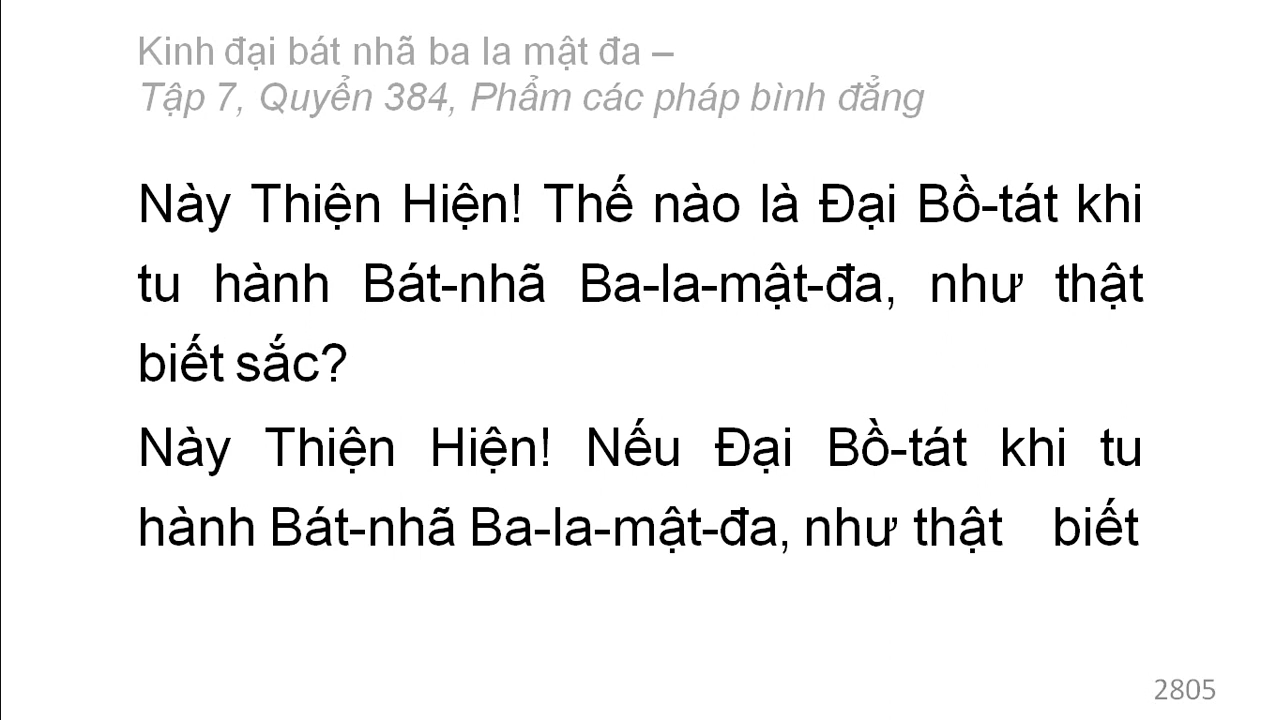 Kinh đại bát nhã ba la mật đa –
Tập 7, Quyển 384, Phẩm các pháp bình đẳng
Này Thiện Hiện! Thế nào là Đại Bồ-tát khi
tu hành Bát-nhã Ba-la-mật-đa, như thật
biết sắc?
Này Thiện Hiện! Nếu Đại Bồ-tát khi tu
hành Bát-nhã Ba-la-mật-đa, như thật biết
2805